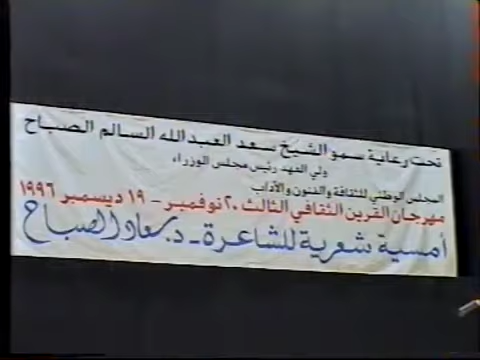 تحت رعاية سمو الشيخ سعد العبدالله السالم الصباح
ولي العهد رئيس مجلس الوزراء
المجلس الوطني للثقافة والفنون والآداب
مهرجان القرين الثقافي الثالث ٢٠ نوفمبر - ١٩ ديسمبر ١٩٩٦
أمسية شعرية للشاعرة - د. سعاد الصباح